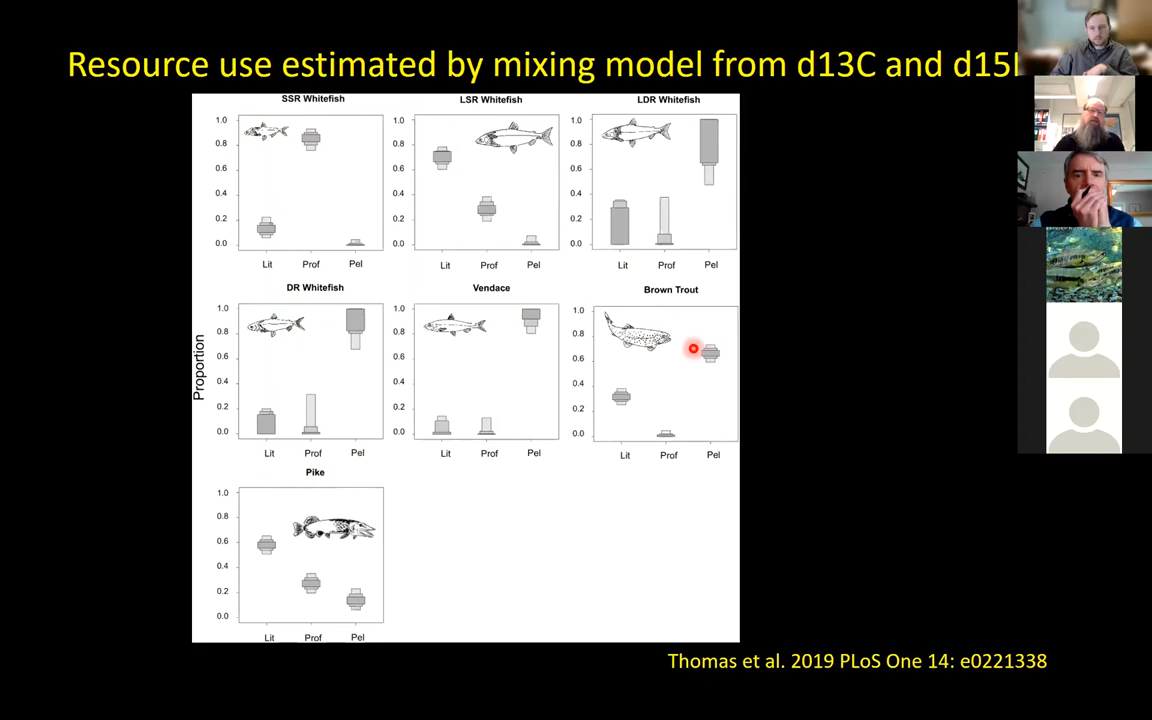 Resource use estimated by mixing model from d13C and d15
SSR Whitefish
LSR Whitefish
LDR Whitefish
1.0
0.8
0.6
0.4
0.2
0.0
Lit Prof Pel
1.0
0.8
0.6
0.4
0.2
0.0
Lit Prof Pel
1.0
0.8
0.6
0.4
0.2
0.0
Lit Prof Pel
Proportion
DR Whitefish
Vendace
Brown Trout
1.0
0.8
0.6
0.4
0.2
0.0
Lit Prof Pel
1.0
0.8
0.6
0.4
0.2
0.0
Lit Prof Pel
1.0
0.8
0.6
0.4
0.2
0.0
Lit Prof Pel
Pike
1.0
0.8
0.6
0.4
0.2
0.0
Lit Prof Pel
Thomas et al. 2019 PLoS One 14: e0221338